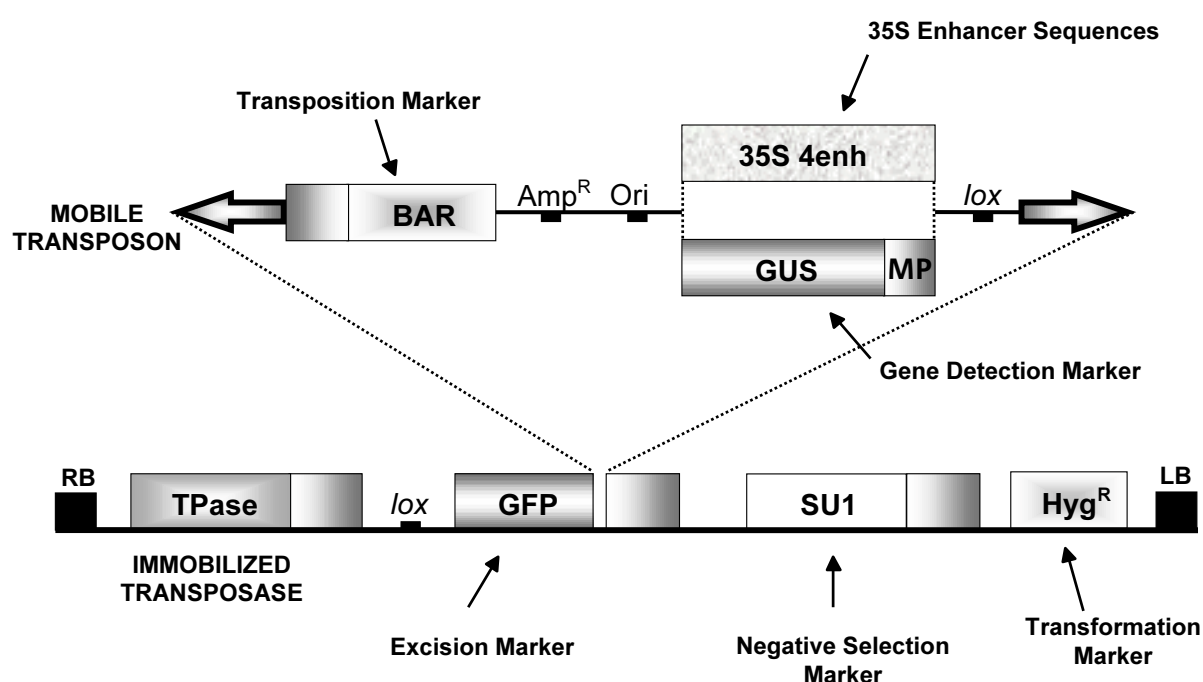 35S Enhancer Sequences
Transposition Marker
35S 4enh
MOBILE
TRANSPOSON
BAR
Amp^R
Ori
lox
GUS
MP
Gene Detection Marker
RB
TPase
lox
GFP
SU1
Hyg^R
LB
IMMOBILIZED
TRANSPOSASE
Excision Marker
Negative Selection
Marker
Transformation
Marker